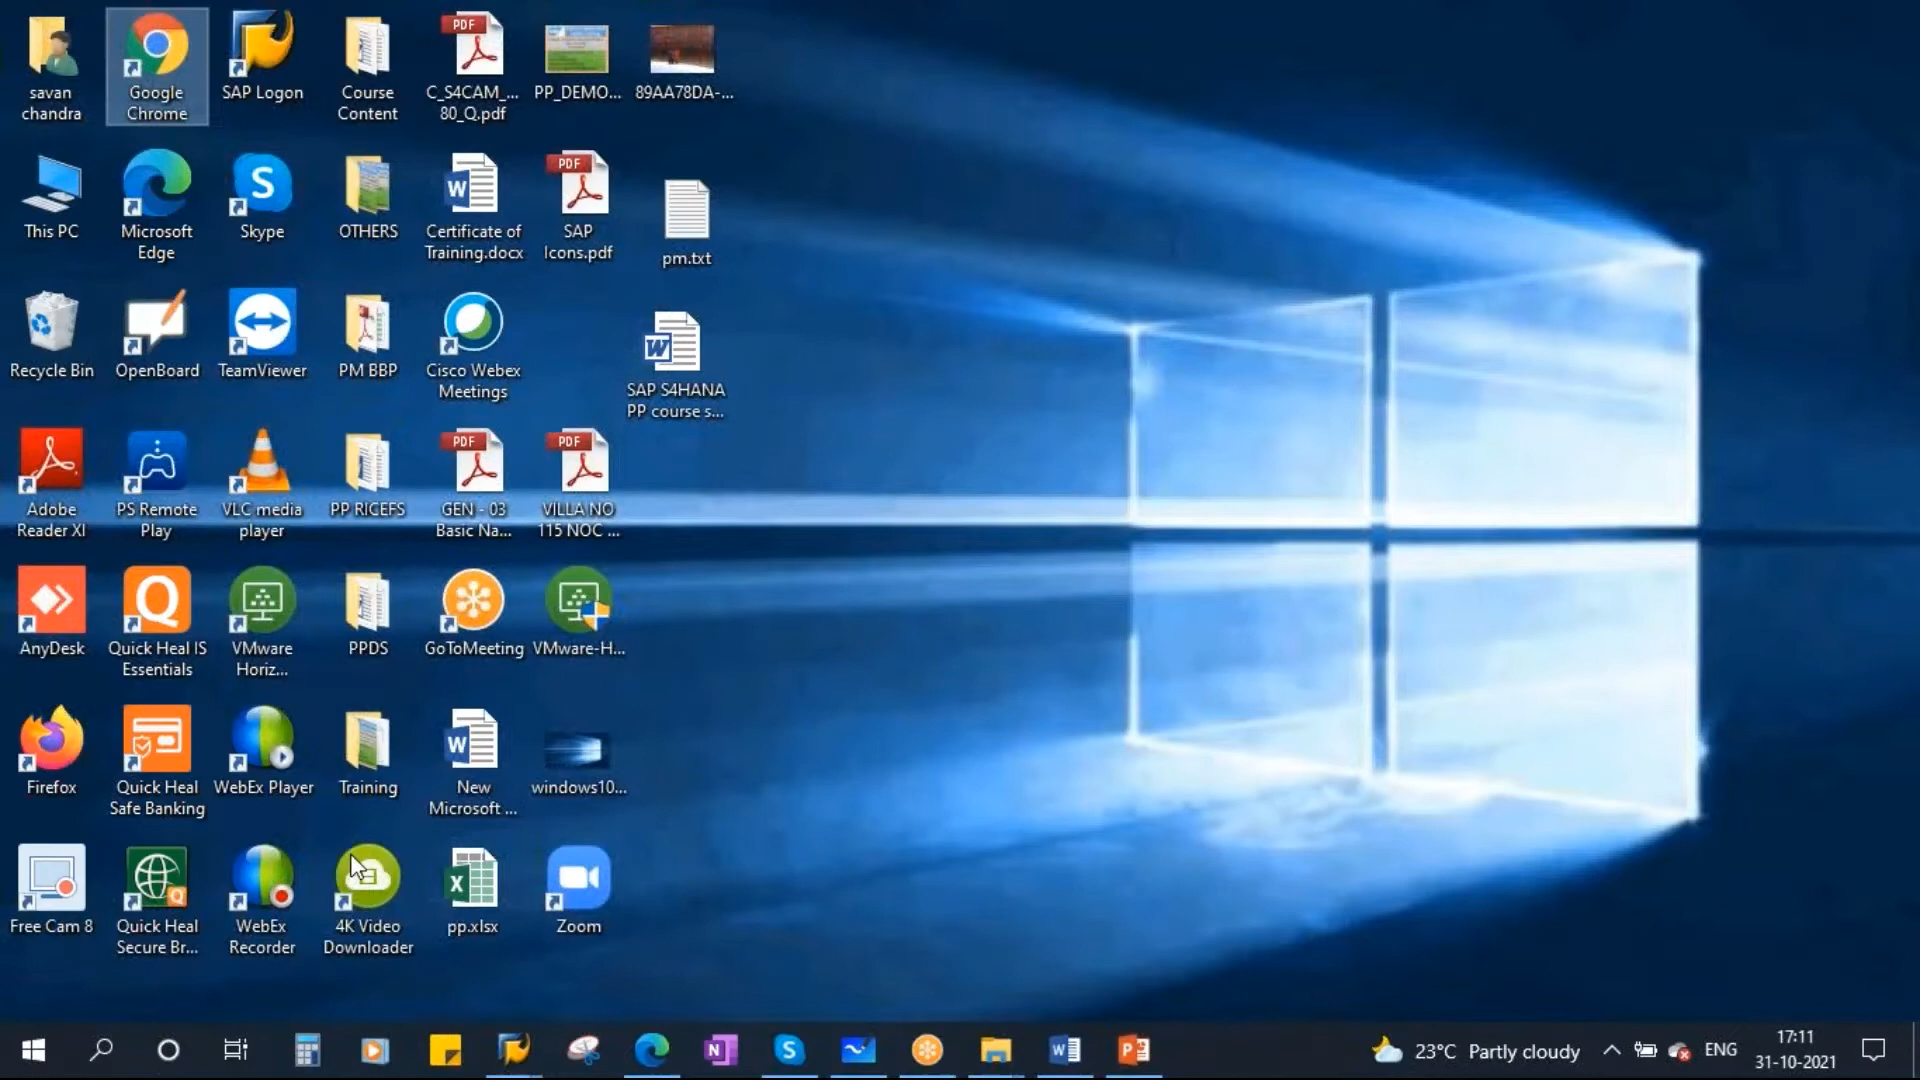 savan
chandra
Google
Chrome
SAP Logon
Course
Content
PDF
C_S4CAM_...
80_Q.pdf
PP_DEMO...
89AA78DA-...
This PC
Microsoft
Edge
Skype
OTHERS
Certificate of
Training.docx
PDF
SAP
Icons.pdf
pm.txt
Recycle Bin
OpenBoard
TeamViewer
PM BBP
Cisco Webex
Meetings
SAP S4HANA
PP course s...
Adobe
Reader XI
PS Remote
Play
VLC media
player
PP RICEFS
PDF
GEN - 03
Basic Na...
PDF
VILLA NO
115 NOC ...
AnyDesk
Quick Heal IS
Essentials
VMware
Horiz...
PPDS
GoToMeeting
VMware-H...
Firefox
Quick Heal
Safe Banking
WebEx Player
Training
New
Microsoft ...
windows10...
Free Cam 8
Quick Heal
Secure Br...
WebEx
Recorder
4K Video
Downloader
pp.xlsx
Zoom
23°C Partly cloudy
ENG
17:11
31-10-2021